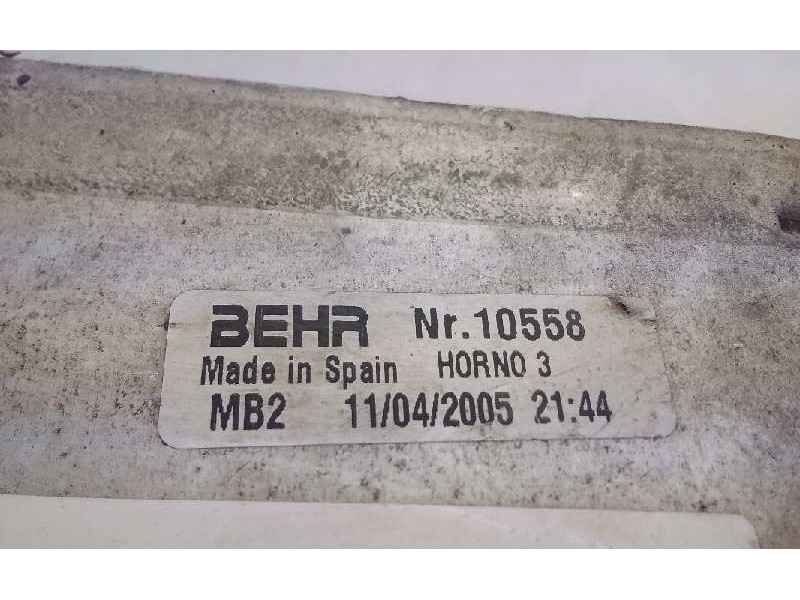 BEHR Nr.10558
Made in Spain HORNO 3
MB2 11/04/2005 21:44